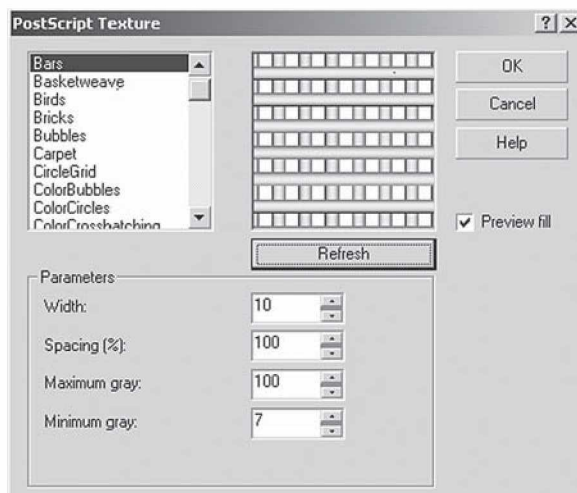 PostScript Texture
Bars
Basketweave
Birds
Bricks
Bubbles
Carpet
CircleGrid
ColorBubbles
ColorCircles
ColorCrosshatching
OK
Cancel
Help
Preview fill
Refresh
Parameters
Width: 10
Spacing (%): 100
Maximum gray: 100
Minimum gray: 7